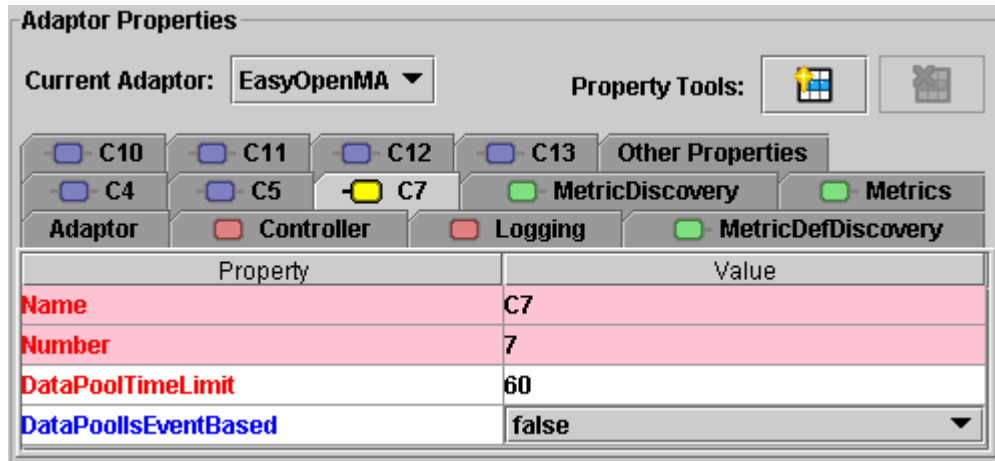 Adaptor Properties
Current Adaptor: EasyOpenMA Property Tools:
C10 C11 C12 C13 Other Properties
C4 C5 C7 MetricDiscovery Metrics
Adaptor Controller Logging MetricDefDiscovery
Property Value
Name C7
Number 7
DataPoolTimeLimit 60
DataPoolIsEventBased false